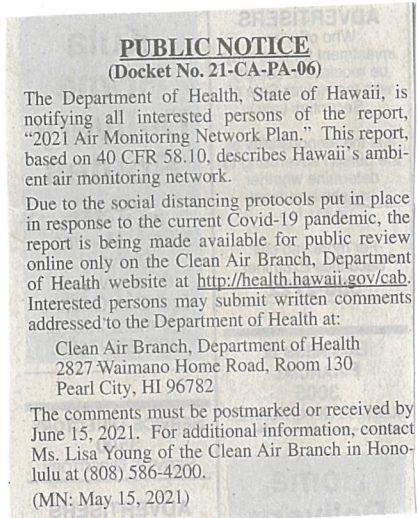 PUBLIC NOTICE
(Docket No. 21-CA-PA-06)
The Department of Health, State of Hawaii, is
notifying all interested persons of the report,
“2021 Air Monitoring Network Plan.” This report,
based on 40 CFR 58.10, describes Hawaii’s ambi-
ent air monitoring network.
Due to the social distancing protocols put in place
in response to the current Covid-19 pandemic, the
report is being made available for public review
online only on the Clean Air Branch, Department
of Health website at http://health.hawaii.gov/cab.
Interested persons may submit written comments
addressed to the Department of Health at:
Clean Air Branch, Department of Health
2827 Waimano Home Road, Room 130
Pearl City, HI 96782
The comments must be postmarked or received by
June 15, 2021. For additional information, contact
Ms. Lisa Young of the Clean Air Branch in Hono-
lulu at (808) 586-4200.
(MN: May 15, 2021)